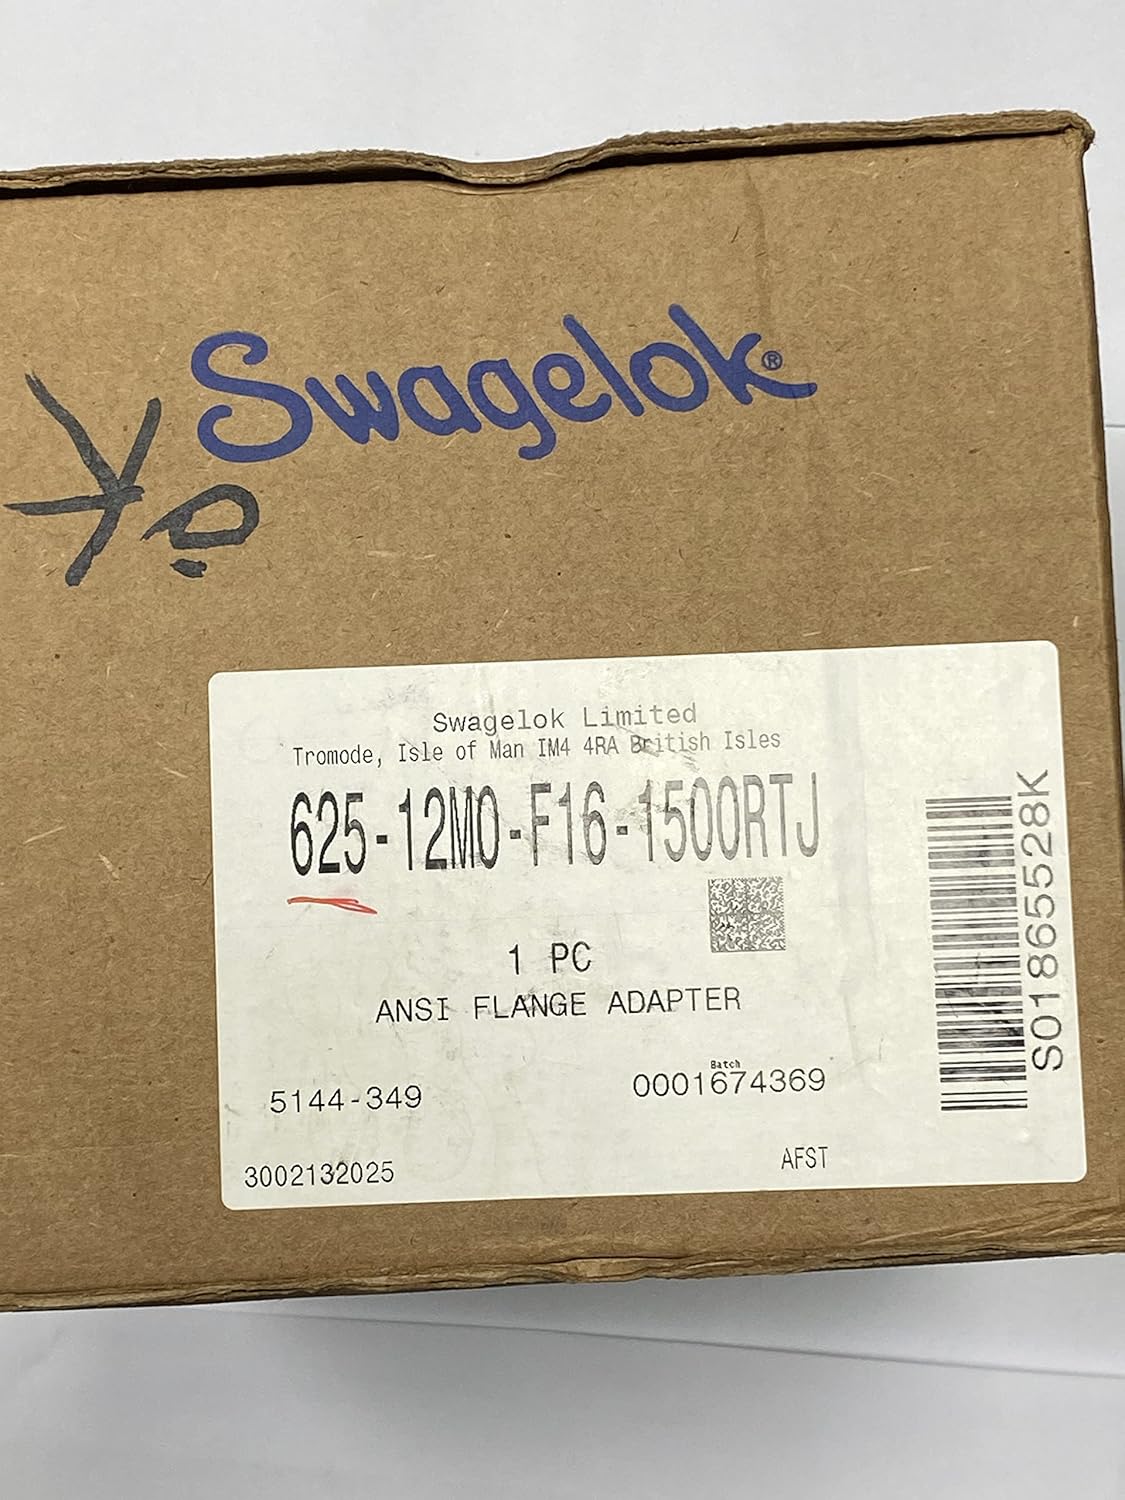 Swagelok®
Swagelok Limited
Tromode, Isle of Man IM4 4RA British Isles
625-12M0-F16-1500RTJ
1 PC
ANSI FLANGE ADAPTER
Batch
5144-349 0001674369
3002132025 AFST
S01865528K